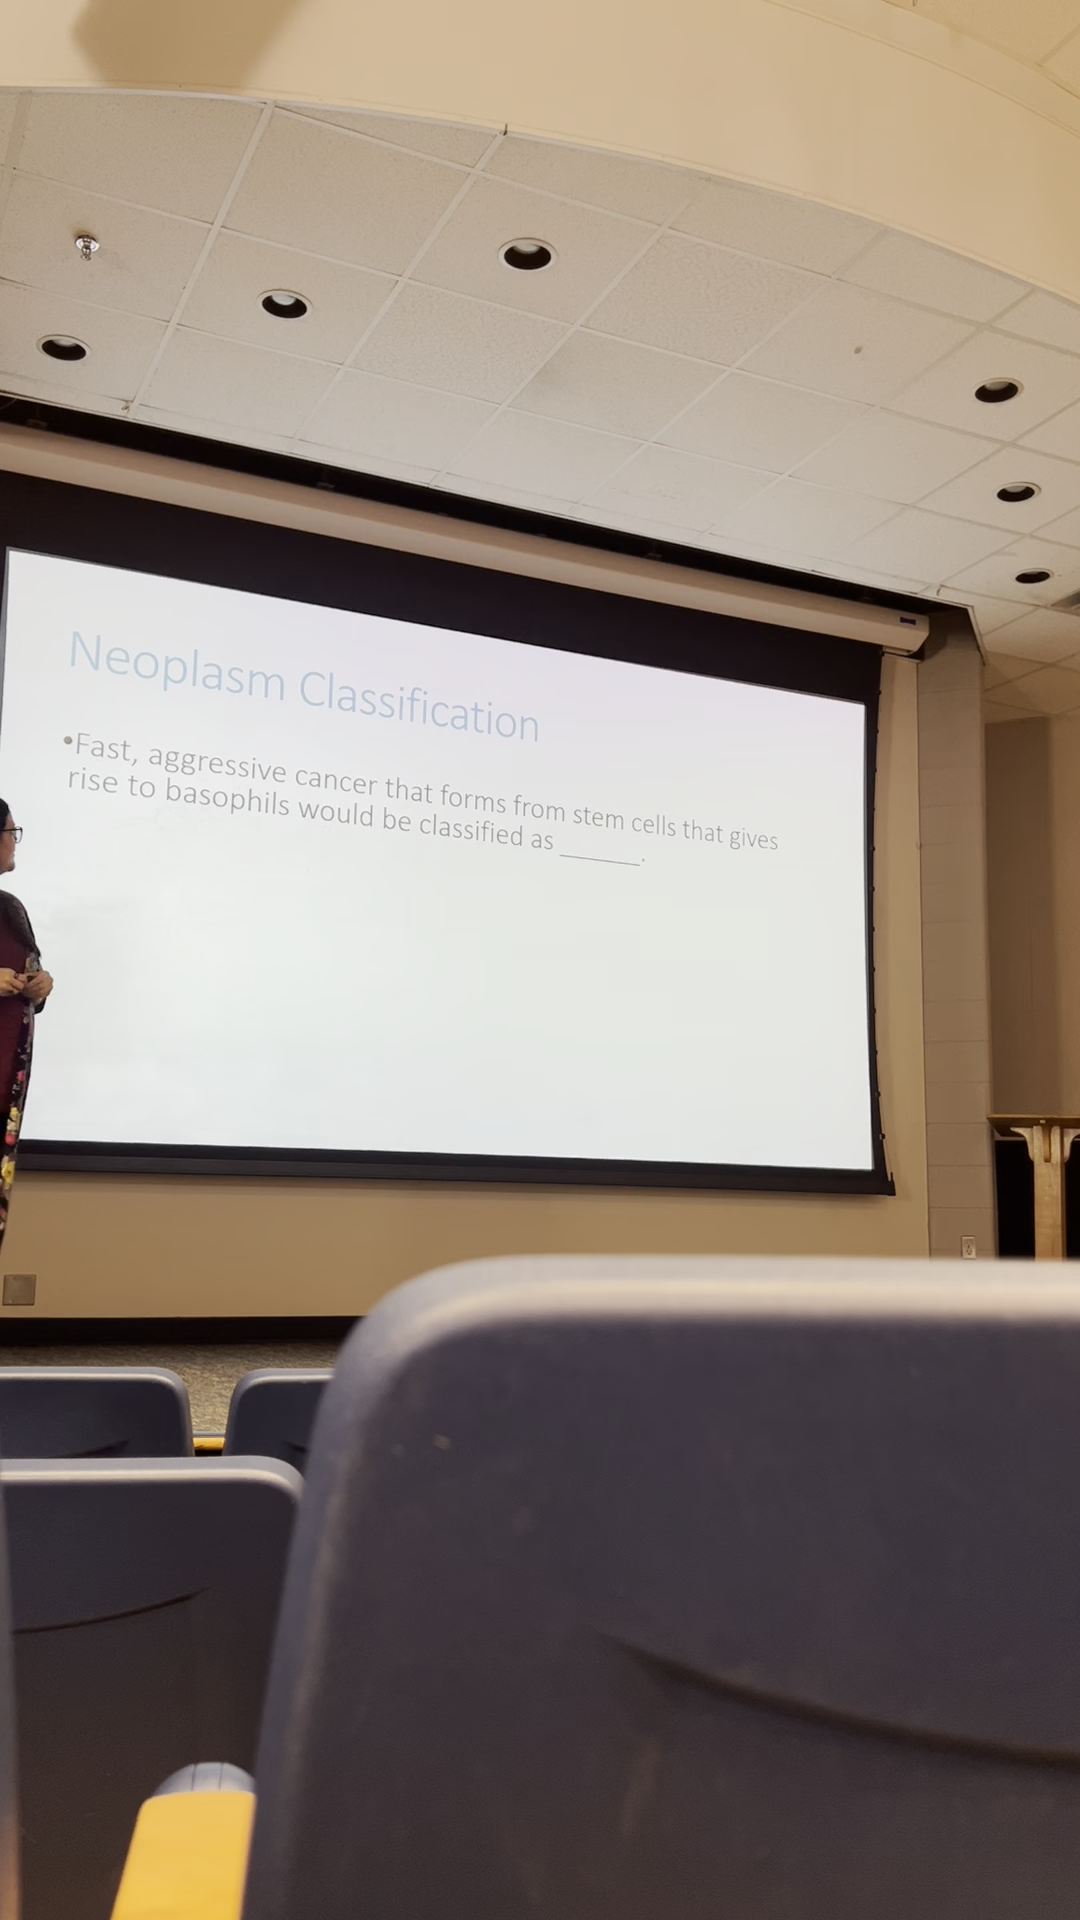 Neoplasm Classification
•Fast, aggressive cancer that forms from stem cells that gives
rise to basophils would be classified as ______.